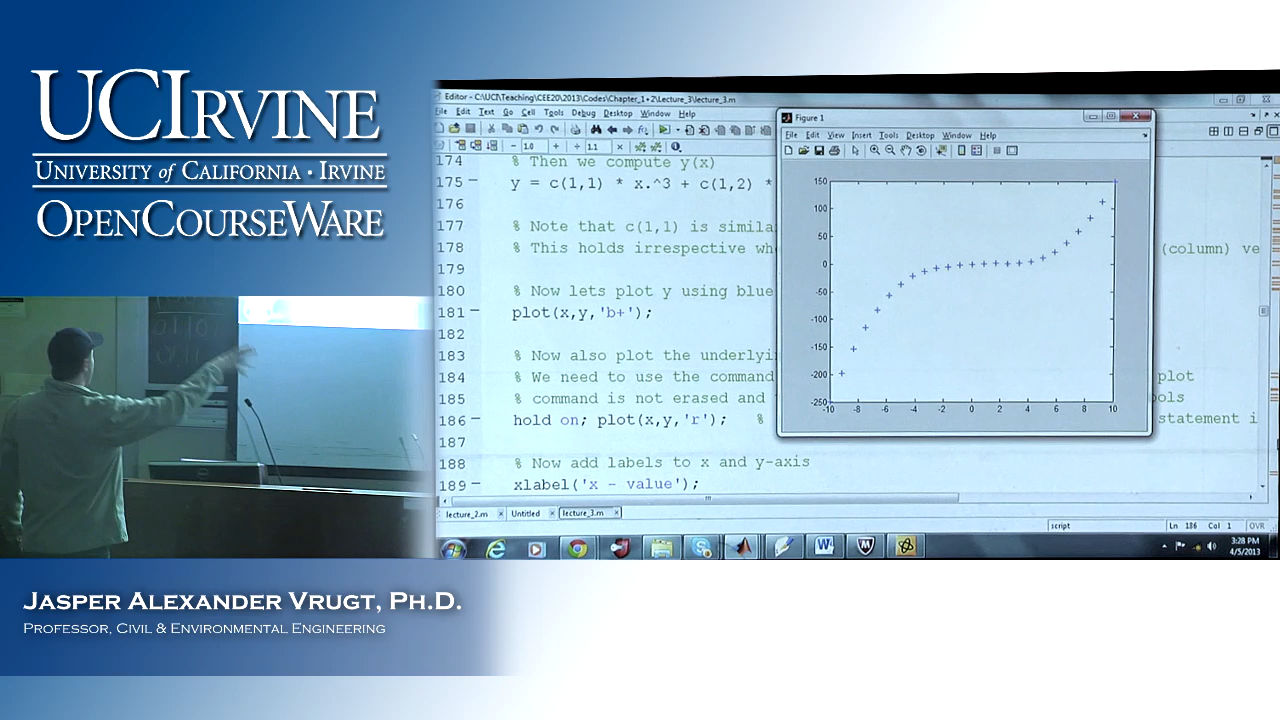 UCIRVINE
UNIVERSITY of CALIFORNIA · IRVINE
OPENCOURSEWARE
Editor - C:\UCI\Teaching\CEE20\2013\Codes\Chapter_1+2\Lecture_3\lecture_3.m
File Edit Text Go Cell Tools Debug Desktop Window Help
1.0
1.1
174 % Then we compute y(x)
175 y = c(1,1) * x.^3 + c(1,2) *
176
177 % Note that c(1,1) is simila
178 % This holds irrespective wh (column) ve
179
180 % Now lets plot y using blue
181 plot(x,y,'b+');
182
183 % Now also plot the underlyi
184 % We need to use the command plot
185 % command is not erased and
186 hold on; plot(x,y,'r'); % statement i
187
188 % Now add labels to x and y-axis
189 xlabel('x - value');
lecture_2.m Untitled lecture_3.m
script Ln 186 Col 1 OVR
3:28 PM
4/5/2013
Figure 1
File Edit View Insert Tools Desktop Window Help
150
100
50
0
-50
-100
-150
-200
-250
-10 -8 -6 -4 -2 0 2 4 6 8 10
JASPER ALEXANDER VRUGT, PH.D.
PROFESSOR, CIVIL & ENVIRONMENTAL ENGINEERING